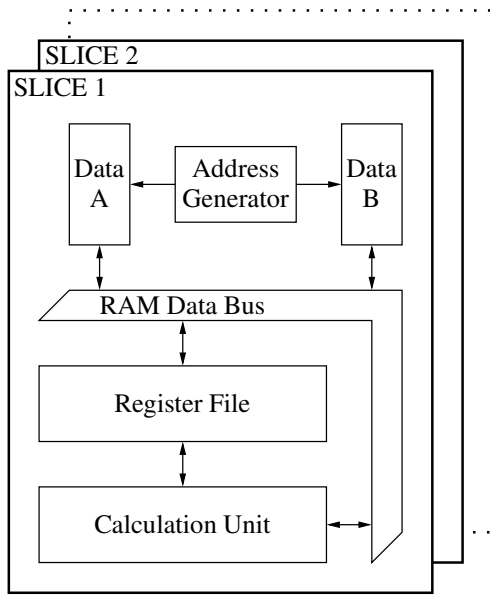 SLICE 2
SLICE 1
Data
A
Address
Generator
Data
B
RAM Data Bus
Register File
Calculation Unit